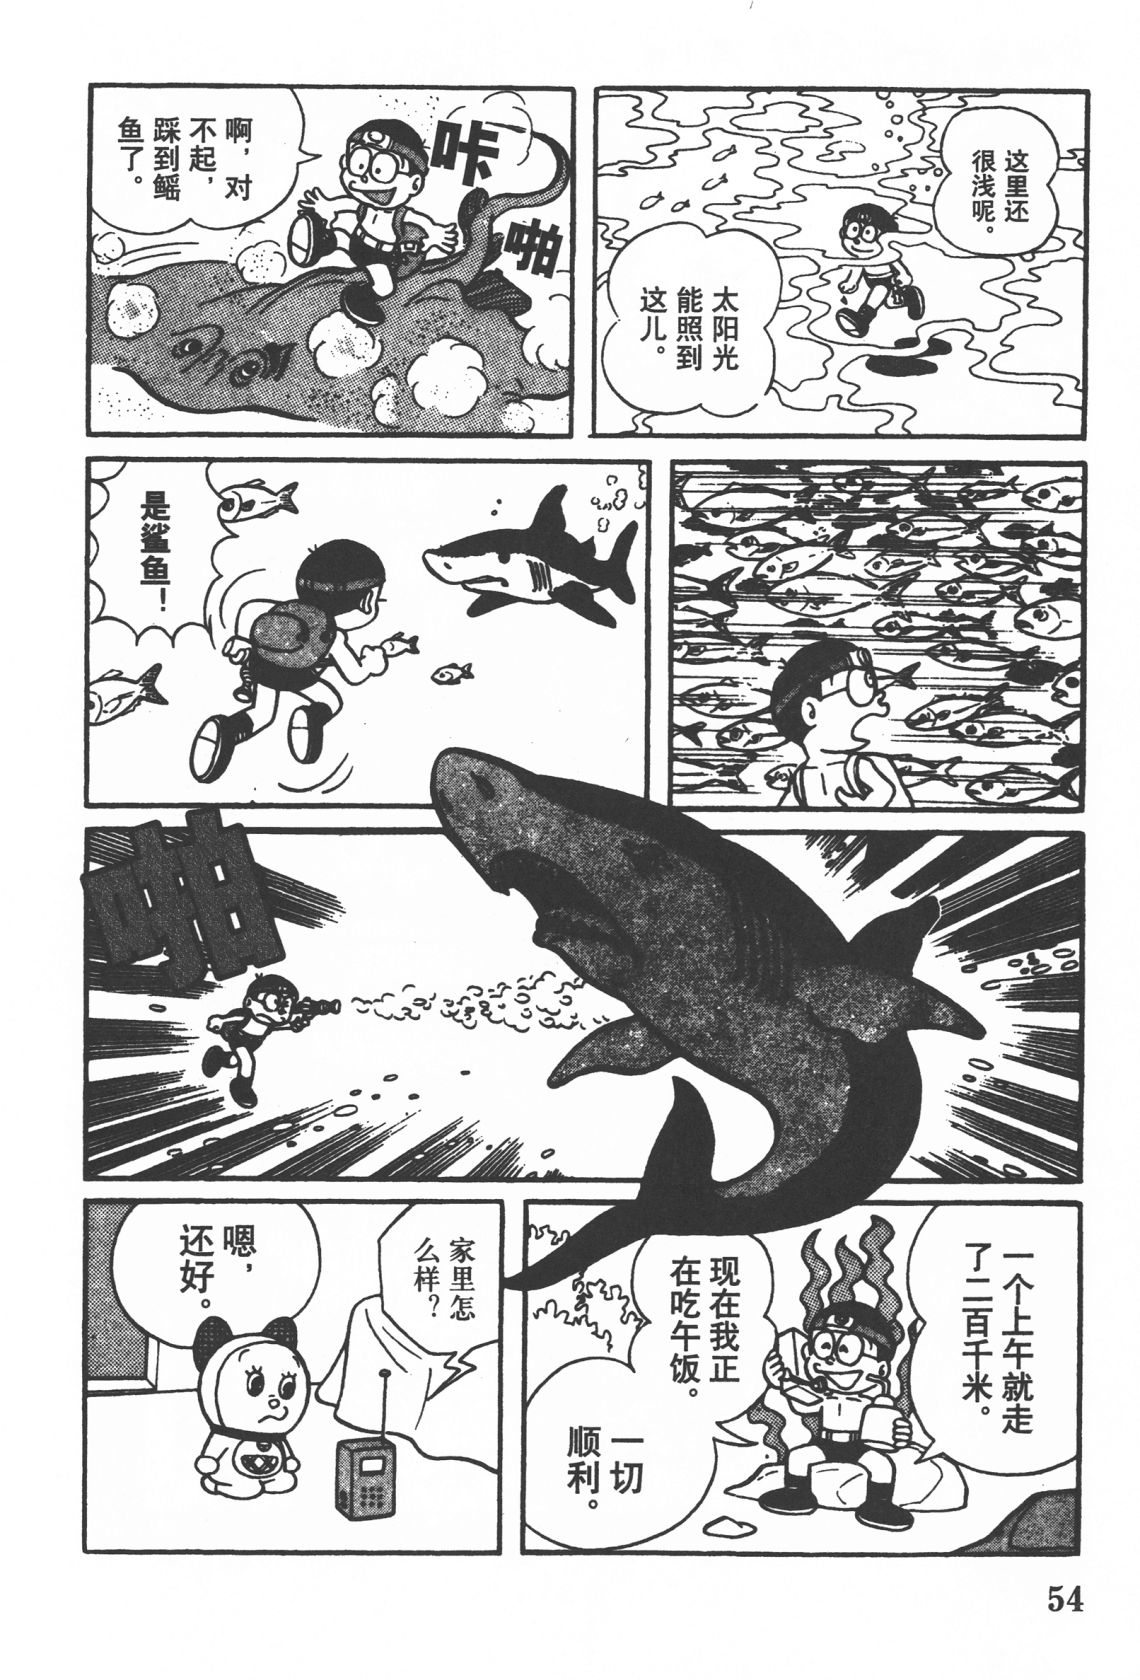 这里还
很浅呢。
太阳光
能照到
这儿。
咔
啪
啊，对
不起，
踩到鳐
鱼了。
是鲨鱼！
啪
一个上午就走
了二百千米。
现在我正
在吃午饭。
一切
顺利。
家里怎
么样？
嗯，
还好。
54